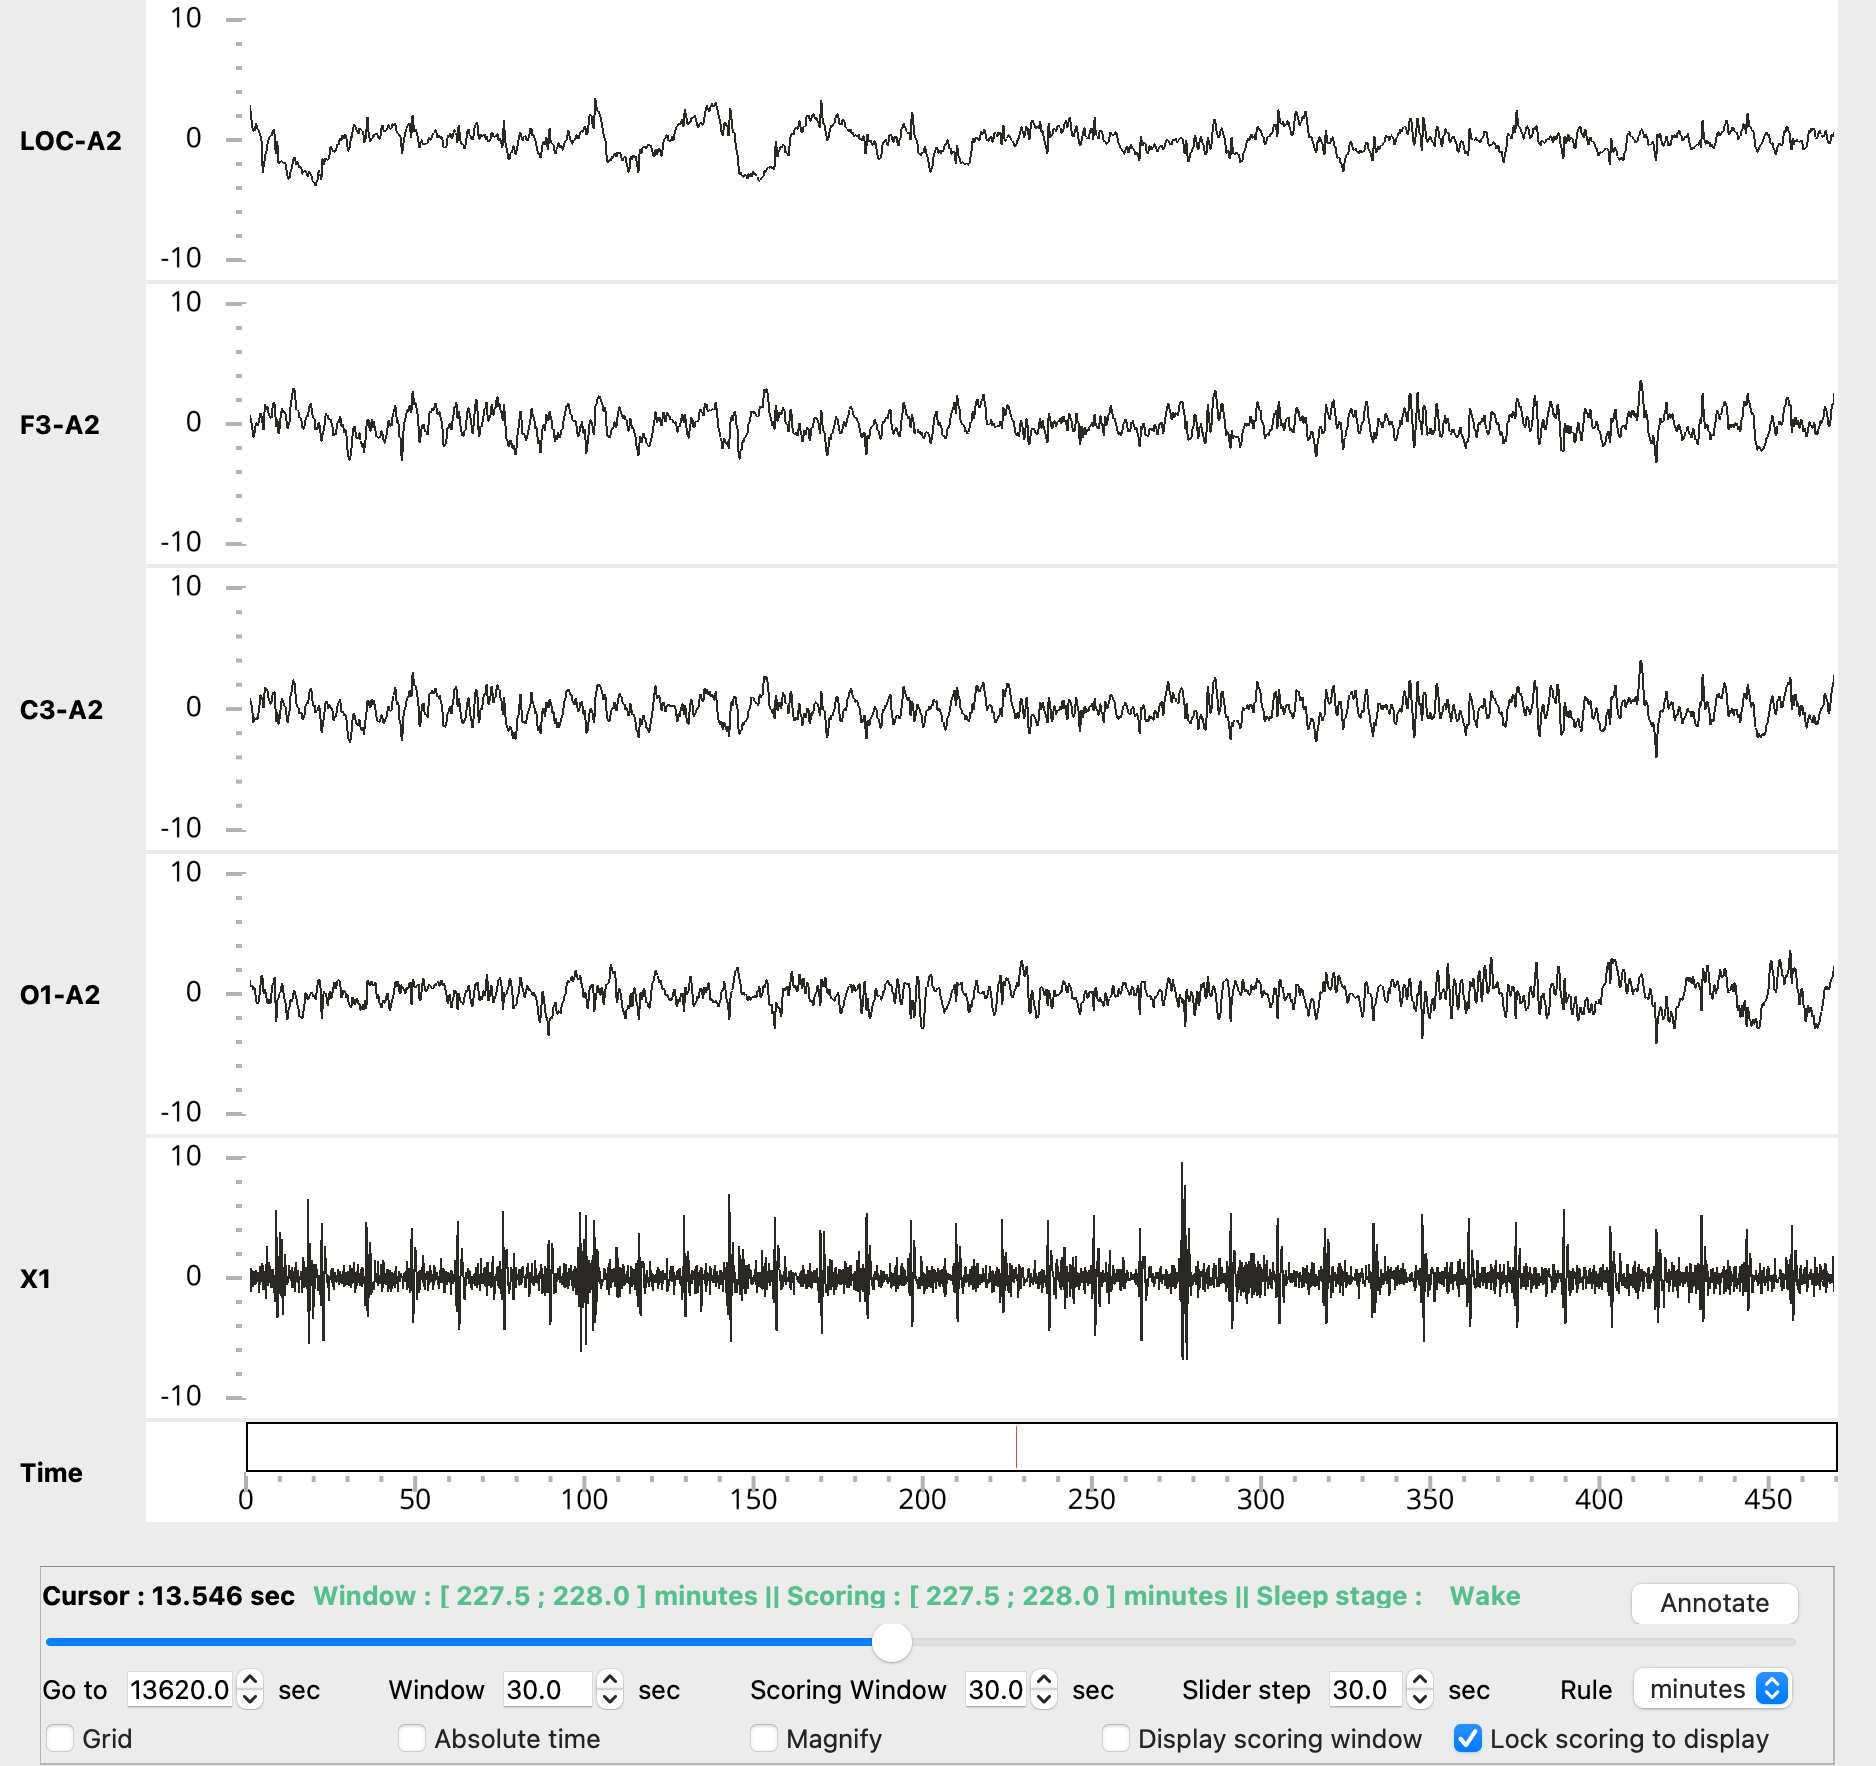 10
LOC-A2
0
-10
10
F3-A2
0
-10
10
C3-A2
0
-10
10
O1-A2
0
-10
10
X1
0
-10
Time
0 50 100 150 200 250 300 350 400 450
Cursor : 13.546 sec Window : [ 227.5 ; 228.0 ] minutes || Scoring : [ 227.5 ; 228.0 ] minutes || Sleep stage : Wake Annotate
Go to 13620.0 sec Window 30.0 sec Scoring Window 30.0 sec Slider step 30.0 sec Rule minutes
Grid Absolute time Magnify Display scoring window Lock scoring to display